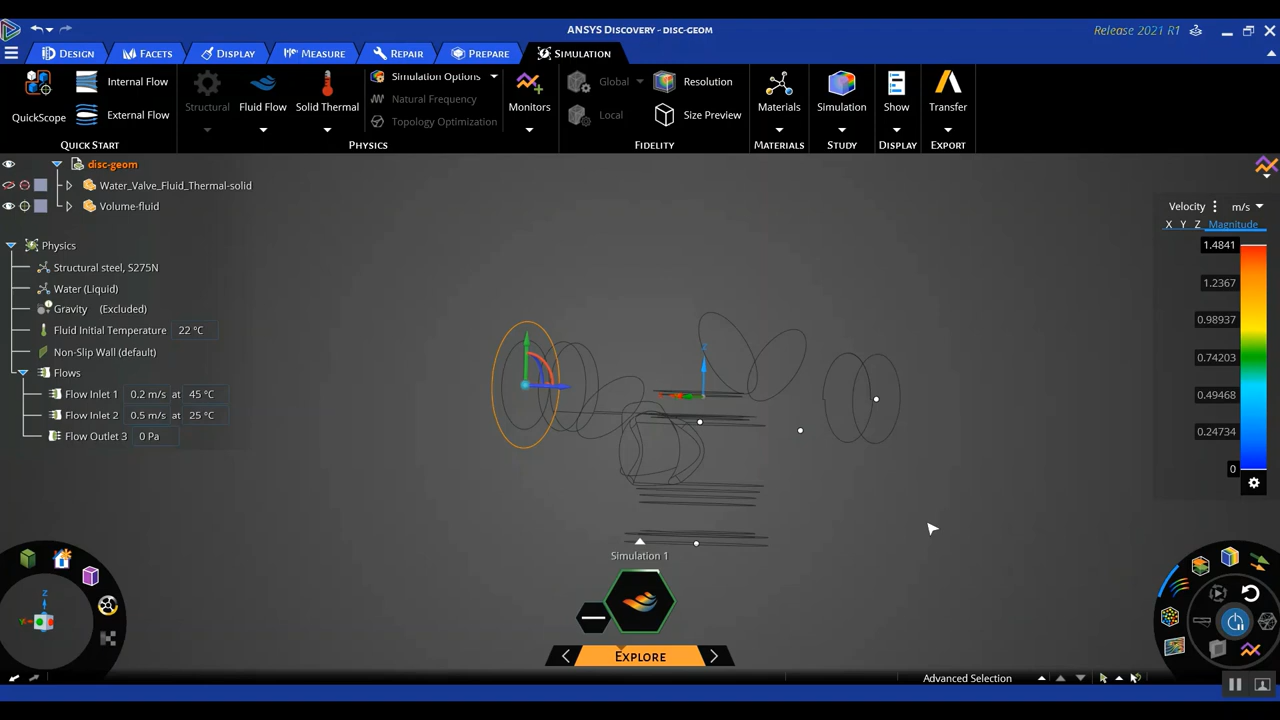 ANSYS DISCOVERY - DISC-GEOM
Release 2021 R1
DESIGN FACETS DISPLAY MEASURE REPAIR PREPARE SIMULATION
QuickScope
Internal Flow
External Flow
QUICK START
Structural
Fluid Flow
Solid Thermal
Simulation Options
Natural Frequency
Topology Optimization
PHYSICS
Monitors
Global
Local
Resolution
Size Preview
FIDELITY
Materials
MATERIALS
Simulation
STUDY
Show
DISPLAY
Transfer
EXPORT
disc-geom
Water_Valve_Fluid_Thermal-solid
Volume-fluid
Physics
Structural steel, S275N
Water (Liquid)
Gravity (Excluded)
Fluid Initial Temperature 22 °C
Non-Slip Wall (default)
Flows
Flow Inlet 1 0.2 m/s at 45 °C
Flow Inlet 2 0.5 m/s at 25 °C
Flow Outlet 3 0 Pa
Velocity m/s
X Y Z Magnitude
1.4841
1.2367
0.98937
0.74203
0.49468
0.24734
0
Z
Simulation 1
EXPLORE
Z
Advanced Selection